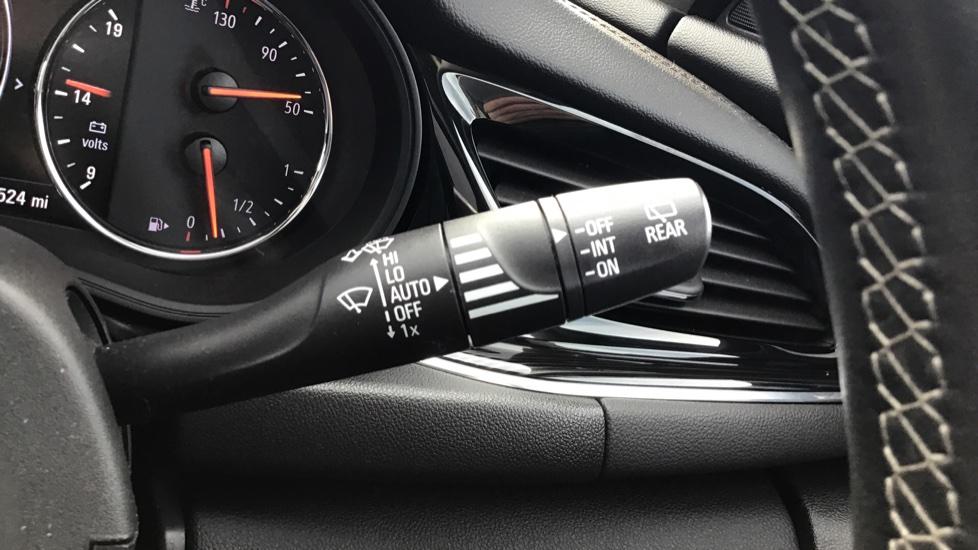 °C
130
90
50
19
14
volts
9
524 mi
0
1/2
1
HI
LO
AUTO
OFF
1x
OFF
INT
ON
REAR